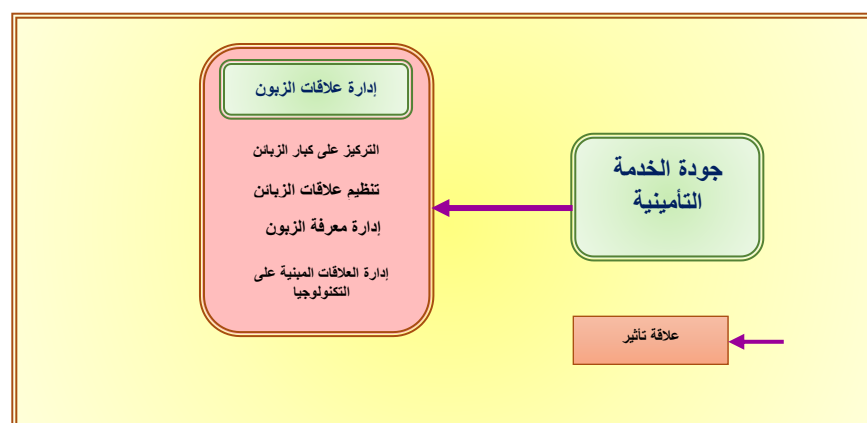 إدارة علاقات الزبون
التركيز على كبار الزبائن
تنظيم علاقات الزبائن
إدارة معرفة الزبون
إدارة العلاقات المبنية على
التكنولوجيا
جودة الخدمة
التأمينية
علاقة تأثير